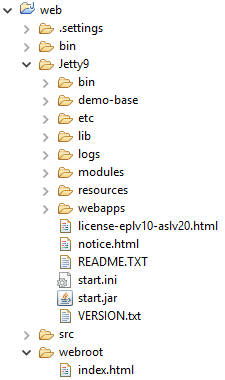 web
.settings
bin
Jetty9
bin
demo-base
etc
lib
logs
modules
resources
webapps
license-eplv10-aslv20.html
notice.html
README.TXT
start.ini
start.jar
VERSION.txt
src
webroot
index.html